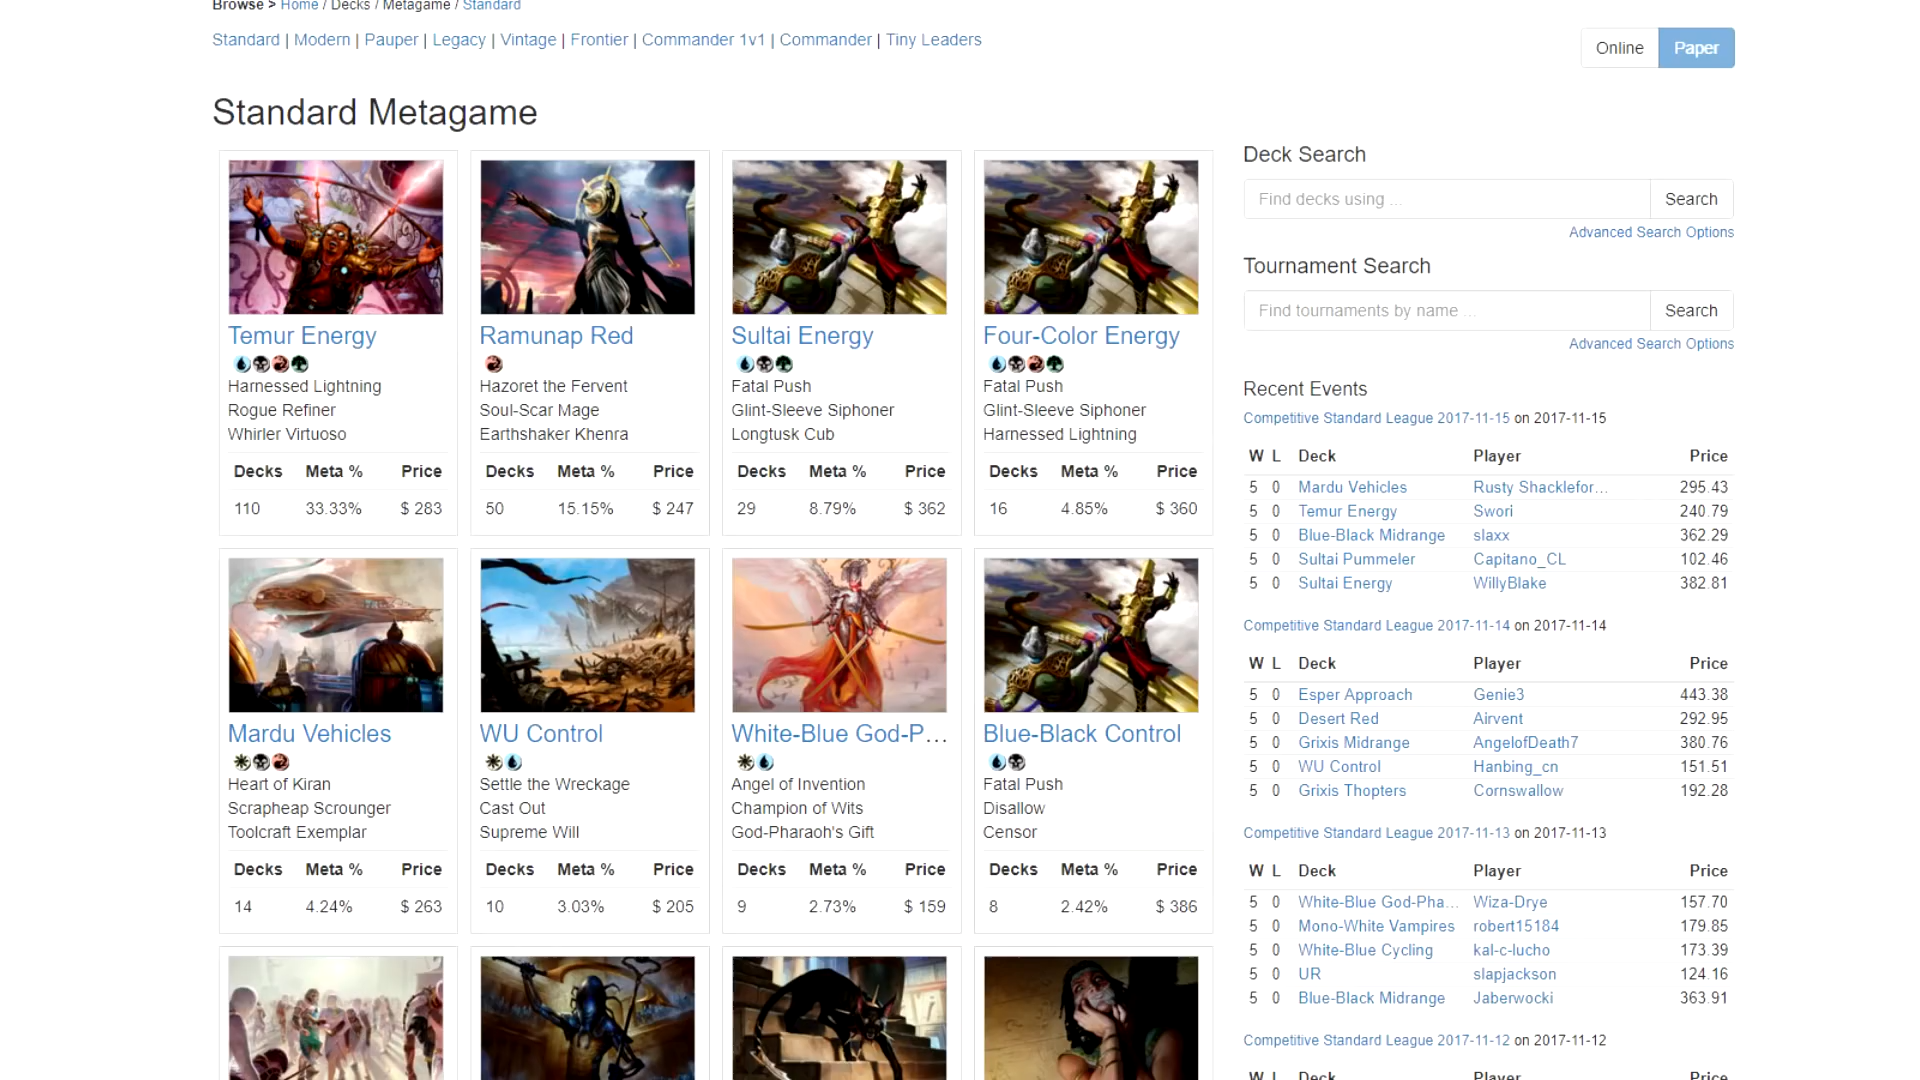 Browse > Home / Decks / Metagame / Standard
Standard | Modern | Pauper | Legacy | Vintage | Frontier | Commander 1v1 | Commander | Tiny Leaders
Online Paper
Standard Metagame
Temur Energy
Harnessed Lightning
Rogue Refiner
Whirler Virtuoso
Decks Meta % Price
110 33.33% $ 283
Ramunap Red
Hazoret the Fervent
Soul-Scar Mage
Earthshaker Khenra
Decks Meta % Price
50 15.15% $ 247
Sultai Energy
Fatal Push
Glint-Sleeve Siphoner
Longtusk Cub
Decks Meta % Price
29 8.79% $ 362
Four-Color Energy
Fatal Push
Glint-Sleeve Siphoner
Harnessed Lightning
Decks Meta % Price
16 4.85% $ 360
Mardu Vehicles
Heart of Kiran
Scrapheap Scrounger
Toolcraft Exemplar
Decks Meta % Price
14 4.24% $ 263
WU Control
Settle the Wreckage
Cast Out
Supreme Will
Decks Meta % Price
10 3.03% $ 205
White-Blue God-P...
Angel of Invention
Champion of Wits
God-Pharaoh's Gift
Decks Meta % Price
9 2.73% $ 159
Blue-Black Control
Fatal Push
Disallow
Censor
Decks Meta % Price
8 2.42% $ 386
Deck Search
Find decks using ... Search
Advanced Search Options
Tournament Search
Find tournaments by name ... Search
Advanced Search Options
Recent Events
Competitive Standard League 2017-11-15 on 2017-11-15
W L Deck Player Price
5 0 Mardu Vehicles Rusty Shacklefor... 295.43
5 0 Temur Energy Swori 240.79
5 0 Blue-Black Midrange slaxx 362.29
5 0 Sultai Pummeler Capitano_CL 102.46
5 0 Sultai Energy WillyBlake 382.81
Competitive Standard League 2017-11-14 on 2017-11-14
W L Deck Player Price
5 0 Esper Approach Genie3 443.38
5 0 Desert Red Airvent 292.95
5 0 Grixis Midrange AngelofDeath7 380.76
5 0 WU Control Hanbing_cn 151.51
5 0 Grixis Thopters Cornswallow 192.28
Competitive Standard League 2017-11-13 on 2017-11-13
W L Deck Player Price
5 0 White-Blue God-Pha... Wiza-Drye 157.70
5 0 Mono-White Vampires robert15184 179.85
5 0 White-Blue Cycling kal-c-lucho 173.39
5 0 UR slapjackson 124.16
5 0 Blue-Black Midrange Jaberwocki 363.91
Competitive Standard League 2017-11-12 on 2017-11-12
W L Deck Player Price